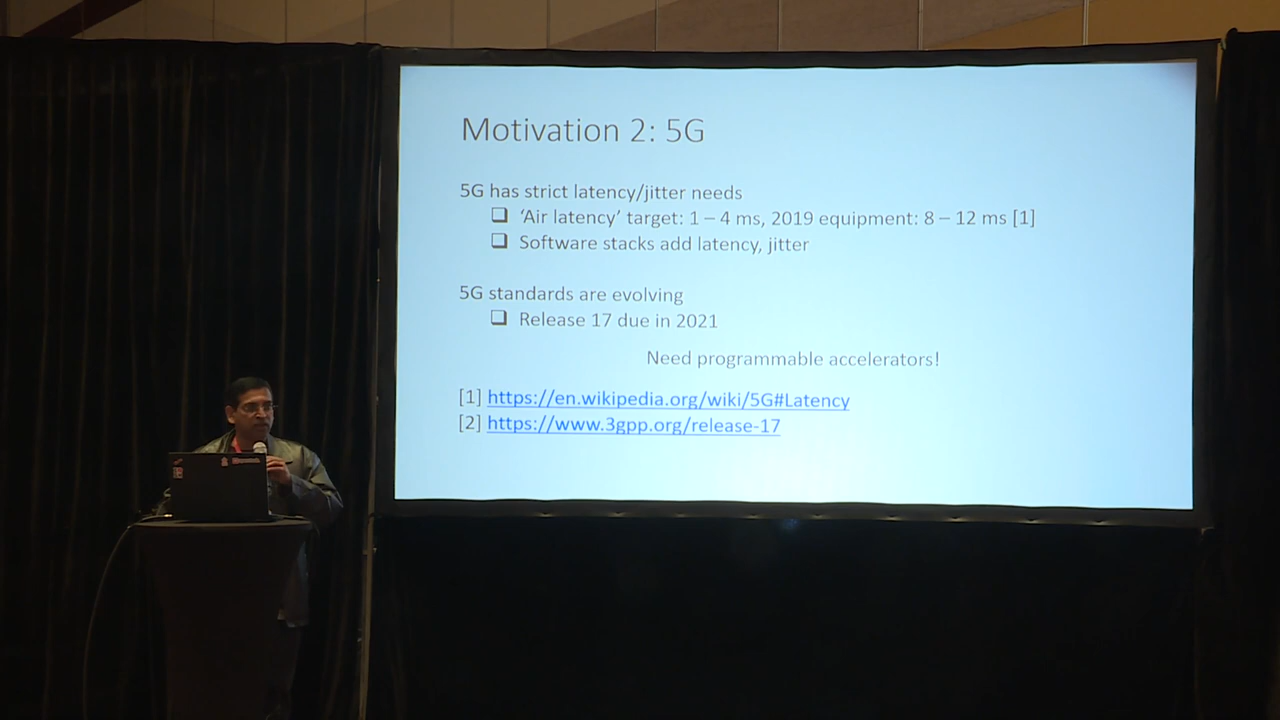 Motivation 2: 5G
5G has strict latency/jitter needs
❑ ‘Air latency’ target: 1 – 4 ms, 2019 equipment: 8 – 12 ms [1]
❑ Software stacks add latency, jitter
5G standards are evolving
❑ Release 17 due in 2021
Need programmable accelerators!
[1] https://en.wikipedia.org/wiki/5G#Latency
[2] https://www.3gpp.org/release-17